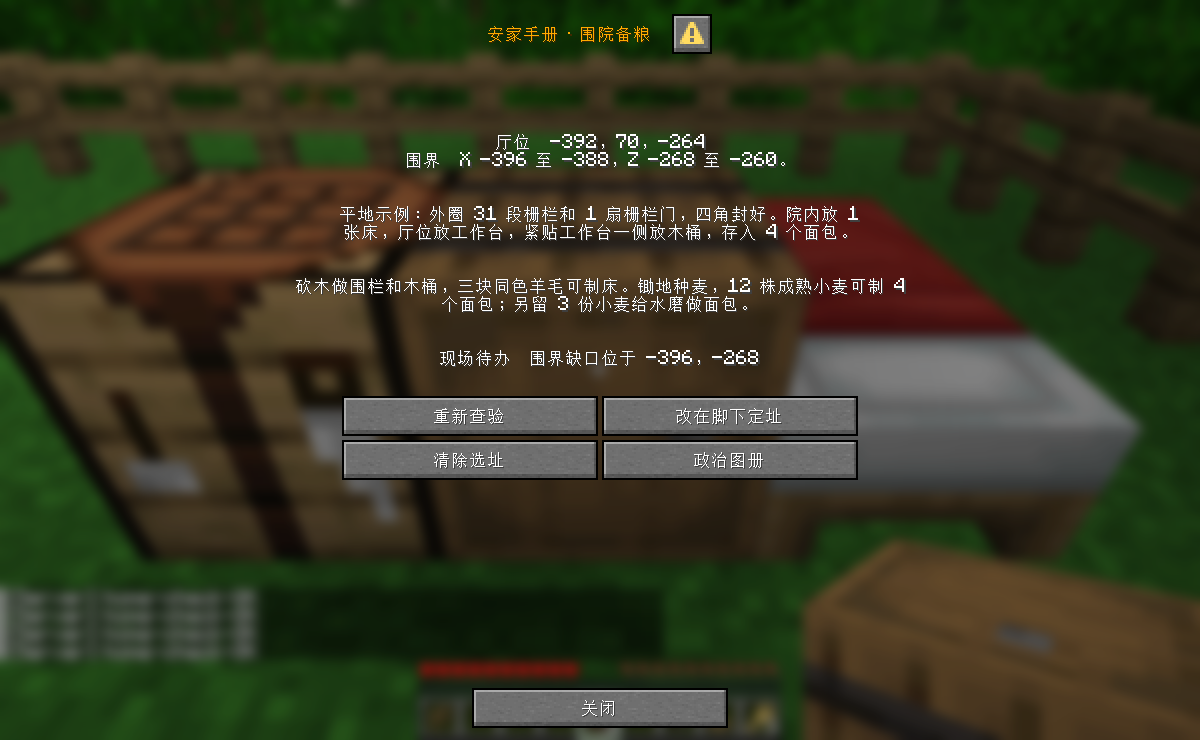 安家手册 · 围院备粮
厅位 -392, 70, -264
围界 X -396 至 -388, Z -268 至 -260。
平地示例：外圈 31 段栅栏和 1 扇栅栏门，四角封好。院内放 1
张床，厅位放工作台，紧贴工作台一侧放木桶，存入 4 个面包。
砍木做围栏和木桶，三块同色羊毛可制床。锄地种麦，12 株成熟小麦可制 4
个面包；另留 3 份小麦给水磨做面包。
现场待办 围界缺口位于 -396, -268
重新查验
改在脚下定址
清除选址
政治图册
关闭